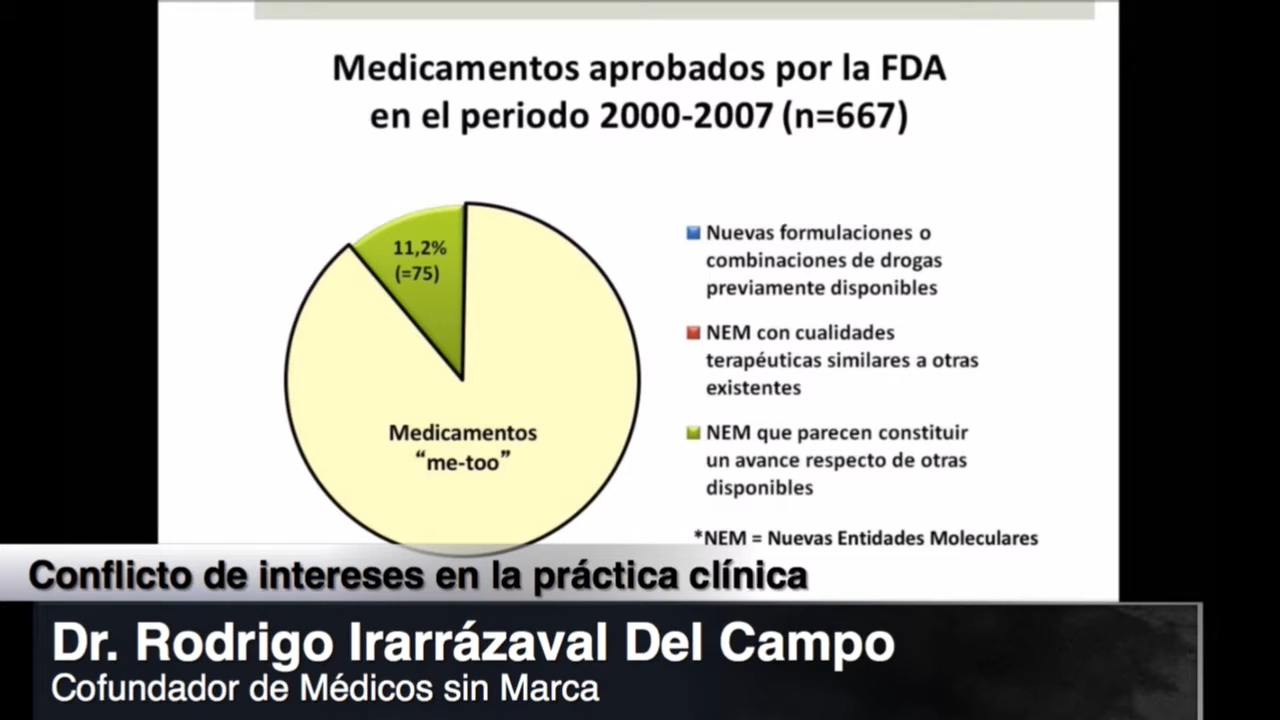 Medicamentos aprobados por la FDA
en el periodo 2000-2007 (n=667)
11,2%
(=75)
Medicamentos
“me-too”
Nuevas formulaciones o
combinaciones de drogas
previamente disponibles
NEM con cualidades
terapéuticas similares a otras
existentes
NEM que parecen constituir
un avance respecto de otras
disponibles
*NEM = Nuevas Entidades Moleculares
Conflicto de intereses en la práctica clínica
Dr. Rodrigo Irarrázaval Del Campo
Cofundador de Médicos sin Marca